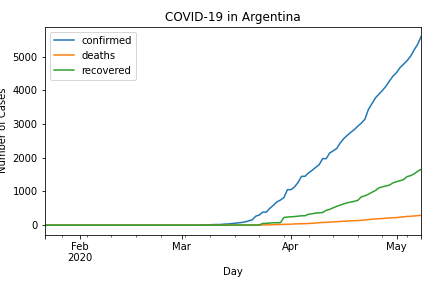 COVID-19 in Argentina
confirmed
deaths
recovered
5000
4000
3000
2000
1000
0
Number of Cases
Feb
2020
Mar
Apr
May
Day